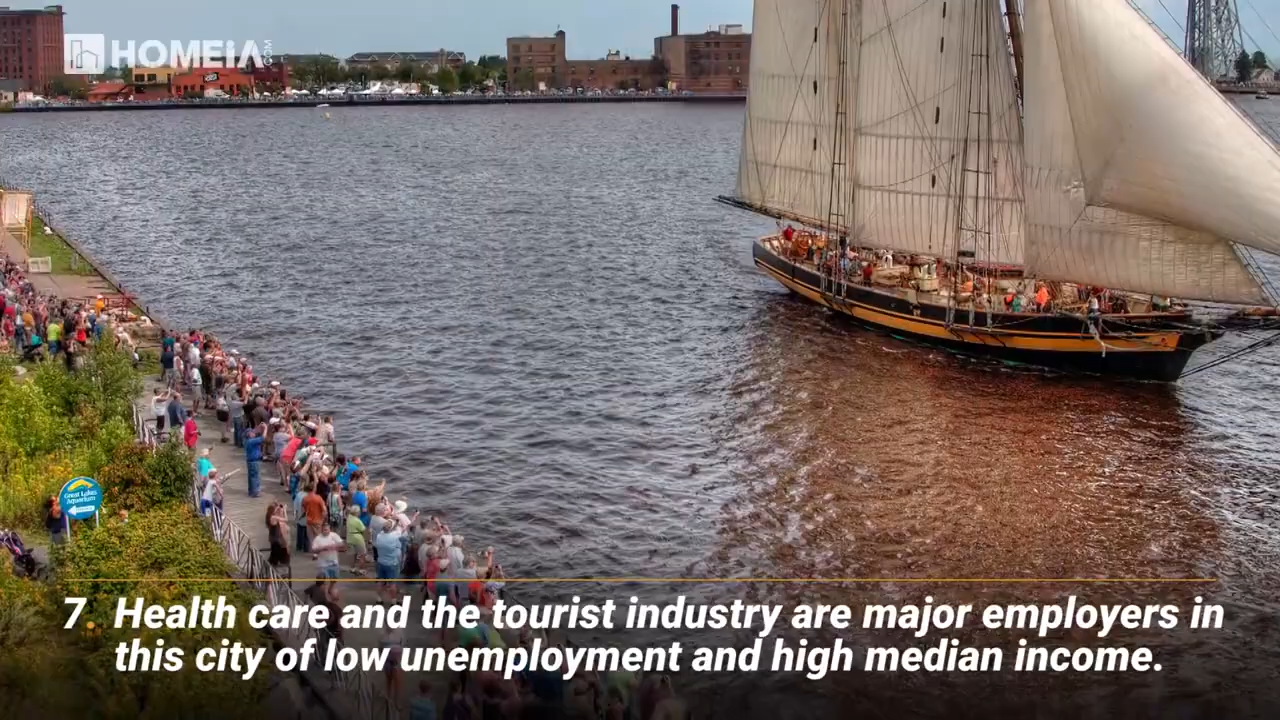 HOMEiA.COM
Great Lakes
Aquarium
7. Health care and the tourist industry are major employers in
this city of low unemployment and high median income.